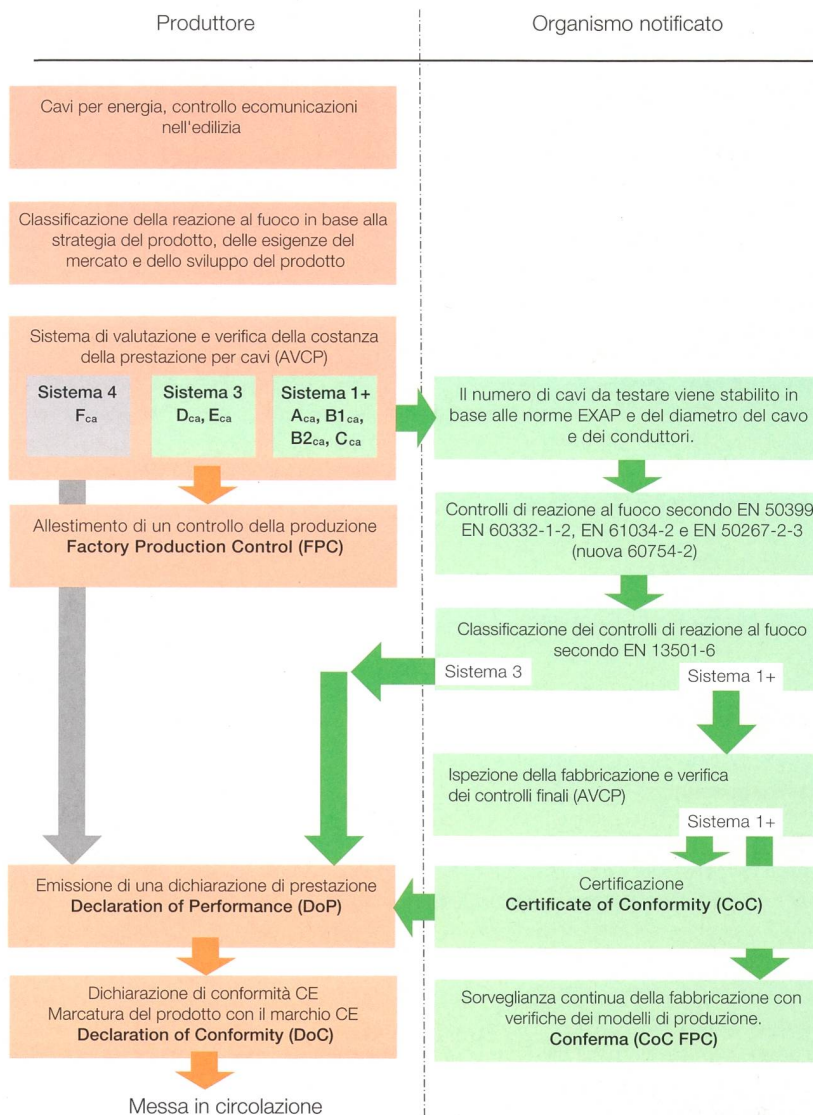 Produttore
Organismo notificato
Cavi per energia, controllo ecomunicazioni
nell'edilizia
Classificazione della reazione al fuoco in base alla
strategia del prodotto, delle esigenze del
mercato e dello sviluppo del prodotto
Sistema di valutazione e verifica della costanza
della prestazione per cavi (AVCP)
Sistema 4
Fca
Sistema 3
Dca, Eca
Sistema 1+
Aca, B1ca,
B2ca, Cca
Il numero di cavi da testare viene stabilito in
base alle norme EXAP e del diametro del cavo
e dei conduttori.
Allestimento di un controllo della produzione
Factory Production Control (FPC)
Controlli di reazione al fuoco secondo EN 50399
EN 60332-1-2, EN 61034-2 e EN 50267-2-3
(nuova 60754-2)
Classificazione dei controlli di reazione al fuoco
secondo EN 13501-6
Sistema 3
Sistema 1+
Ispezione della fabbricazione e verifica
dei controlli finali (AVCP)
Sistema 1+
Emissione di una dichiarazione di prestazione
Declaration of Performance (DoP)
Certificazione
Certificate of Conformity (CoC)
Dichiarazione di conformità CE
Marcatura del prodotto con il marchio CE
Declaration of Conformity (DoC)
Sorveglianza continua della fabbricazione con
verifiche dei modelli di produzione.
Conferma (CoC FPC)
Messa in circolazione